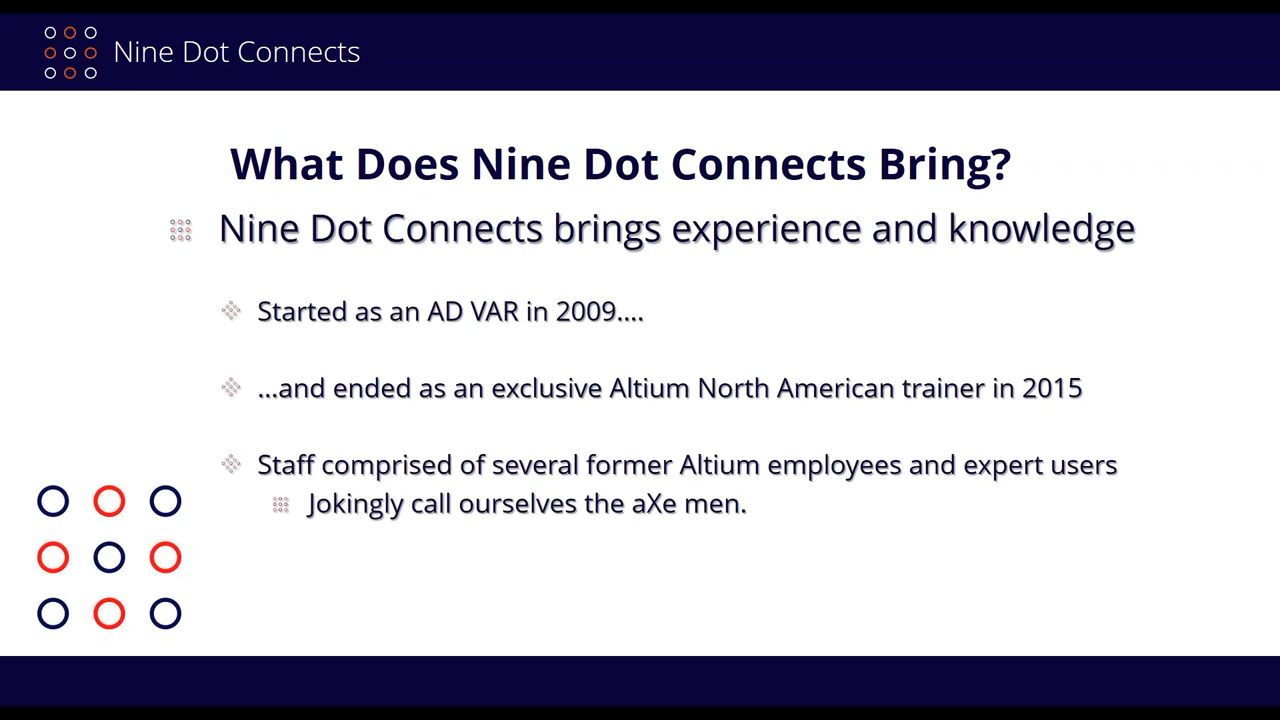 Nine Dot Connects
What Does Nine Dot Connects Bring?
Nine Dot Connects brings experience and knowledge
Started as an AD VAR in 2009....
...and ended as an exclusive Altium North American trainer in 2015
Staff comprised of several former Altium employees and expert users
Jokingly call ourselves the aXe men.